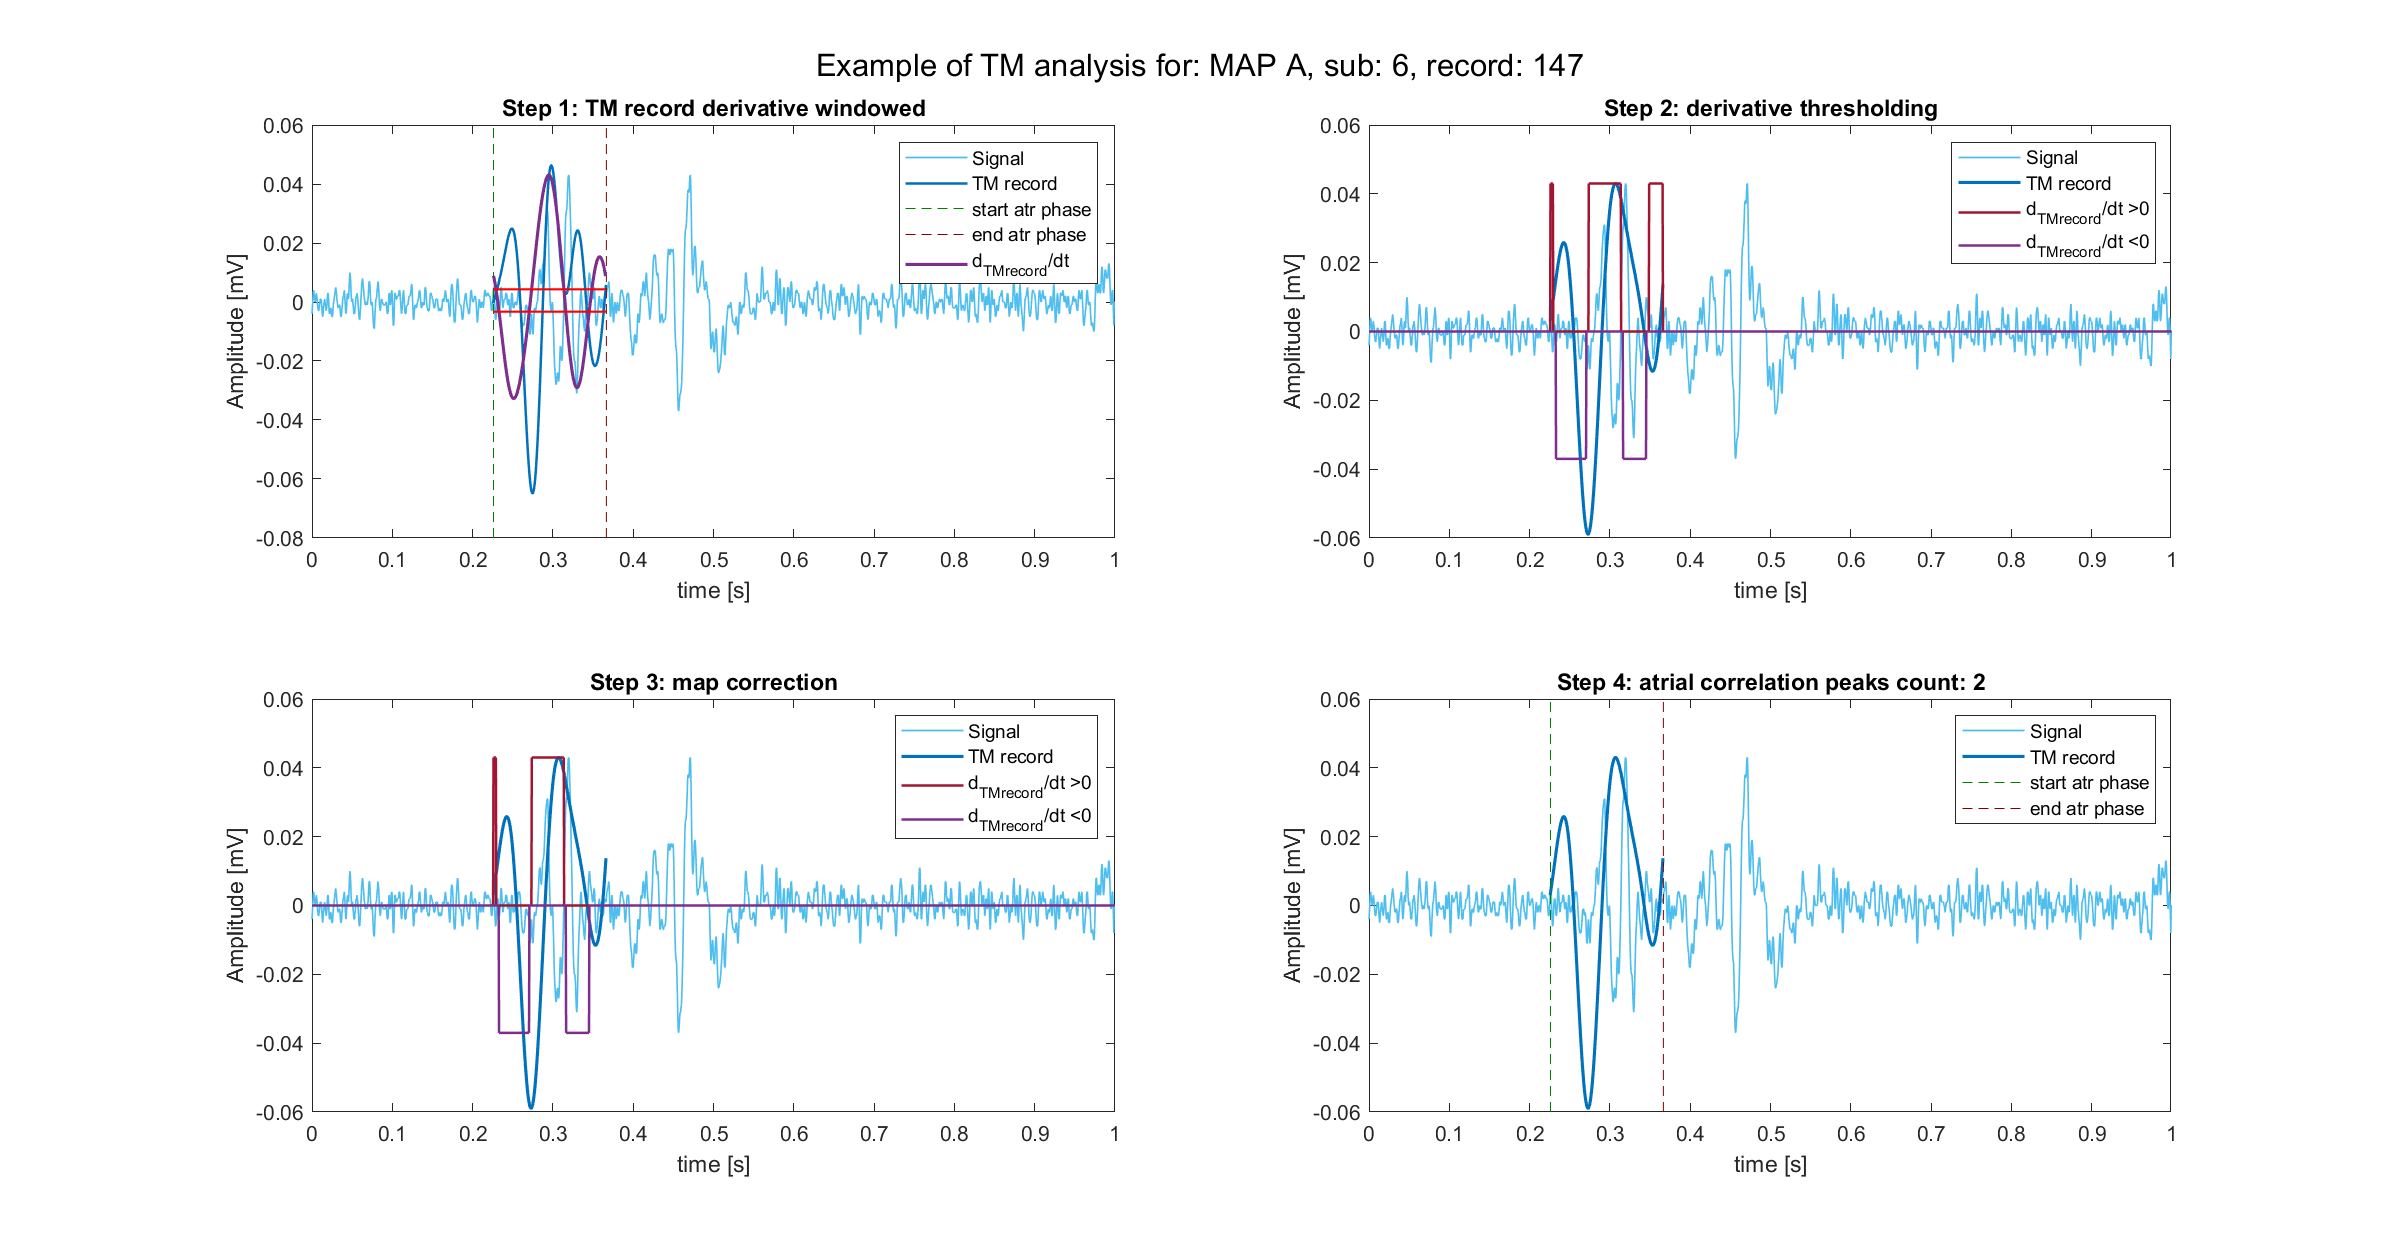 Example of TM analysis for: MAP A, sub: 6, record: 147
Step 1: TM record derivative windowed
0.06
0.04
0.02
0
-0.02
-0.04
-0.06
-0.08
Amplitude [mV]
0 0.1 0.2 0.3 0.4 0.5 0.6 0.7 0.8 0.9 1
time [s]
Signal
TM record
start atr phase
end atr phase
dTMrecord/dt
Step 2: derivative thresholding
0.06
0.04
0.02
0
-0.02
-0.04
-0.06
Amplitude [mV]
0 0.1 0.2 0.3 0.4 0.5 0.6 0.7 0.8 0.9 1
time [s]
Signal
TM record
dTMrecord/dt >0
dTMrecord/dt <0
Step 3: map correction
0.06
0.04
0.02
0
-0.02
-0.04
-0.06
Amplitude [mV]
0 0.1 0.2 0.3 0.4 0.5 0.6 0.7 0.8 0.9 1
time [s]
Signal
TM record
dTMrecord/dt >0
dTMrecord/dt <0
Step 4: atrial correlation peaks count: 2
0.06
0.04
0.02
0
-0.02
-0.04
-0.06
Amplitude [mV]
0 0.1 0.2 0.3 0.4 0.5 0.6 0.7 0.8 0.9 1
time [s]
Signal
TM record
start atr phase
end atr phase